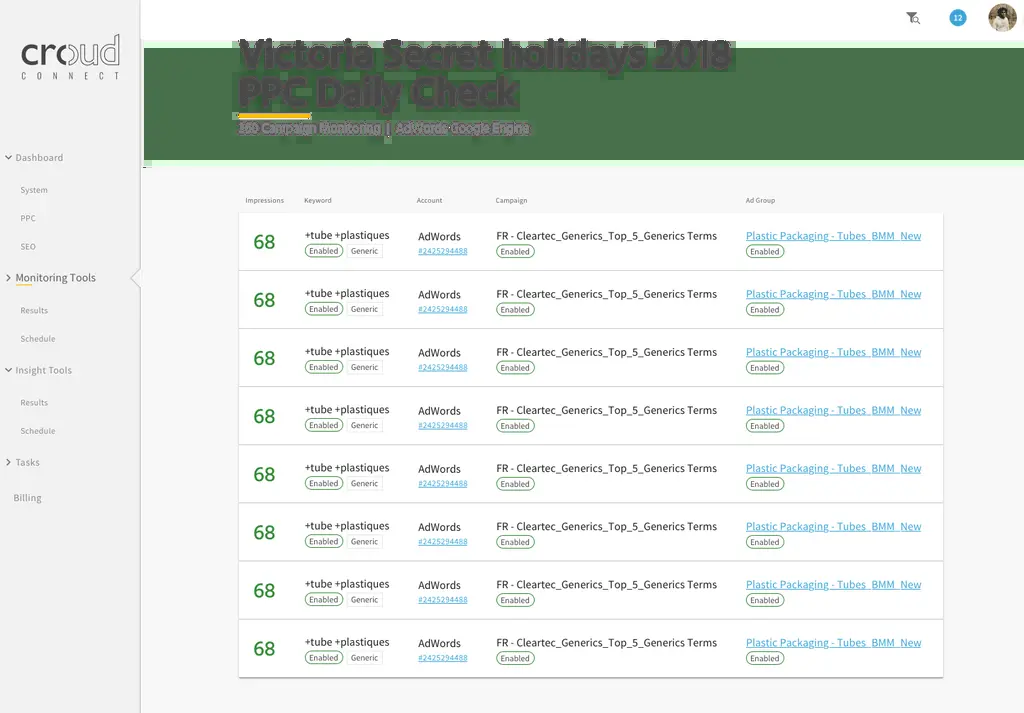 12
croud
CONNECT
Victoria Secret holidays 2018
PPC Daily Check
360 Campaign Monitoring | AdWords Google Engine
Dashboard
System
PPC
SEO
Monitoring Tools
Results
Schedule
Insight Tools
Results
Schedule
Tasks
Billing
Impressions Keyword Account Campaign Ad Group
68 +tube +plastiques AdWords FR - Cleartec_Generics_Top_5_Generics Terms Plastic Packaging - Tubes_BMM_New
Enabled Generic #2425294488 Enabled Enabled
68 +tube +plastiques AdWords FR - Cleartec_Generics_Top_5_Generics Terms Plastic Packaging - Tubes_BMM_New
Enabled Generic #2425294488 Enabled Enabled
68 +tube +plastiques AdWords FR - Cleartec_Generics_Top_5_Generics Terms Plastic Packaging - Tubes_BMM_New
Enabled Generic #2425294488 Enabled Enabled
68 +tube +plastiques AdWords FR - Cleartec_Generics_Top_5_Generics Terms Plastic Packaging - Tubes_BMM_New
Enabled Generic #2425294488 Enabled Enabled
68 +tube +plastiques AdWords FR - Cleartec_Generics_Top_5_Generics Terms Plastic Packaging - Tubes_BMM_New
Enabled Generic #2425294488 Enabled Enabled
68 +tube +plastiques AdWords FR - Cleartec_Generics_Top_5_Generics Terms Plastic Packaging - Tubes_BMM_New
Enabled Generic #2425294488 Enabled Enabled
68 +tube +plastiques AdWords FR - Cleartec_Generics_Top_5_Generics Terms Plastic Packaging - Tubes_BMM_New
Enabled Generic #2425294488 Enabled Enabled
68 +tube +plastiques AdWords FR - Cleartec_Generics_Top_5_Generics Terms Plastic Packaging - Tubes_BMM_New
Enabled Generic #2425294488 Enabled Enabled